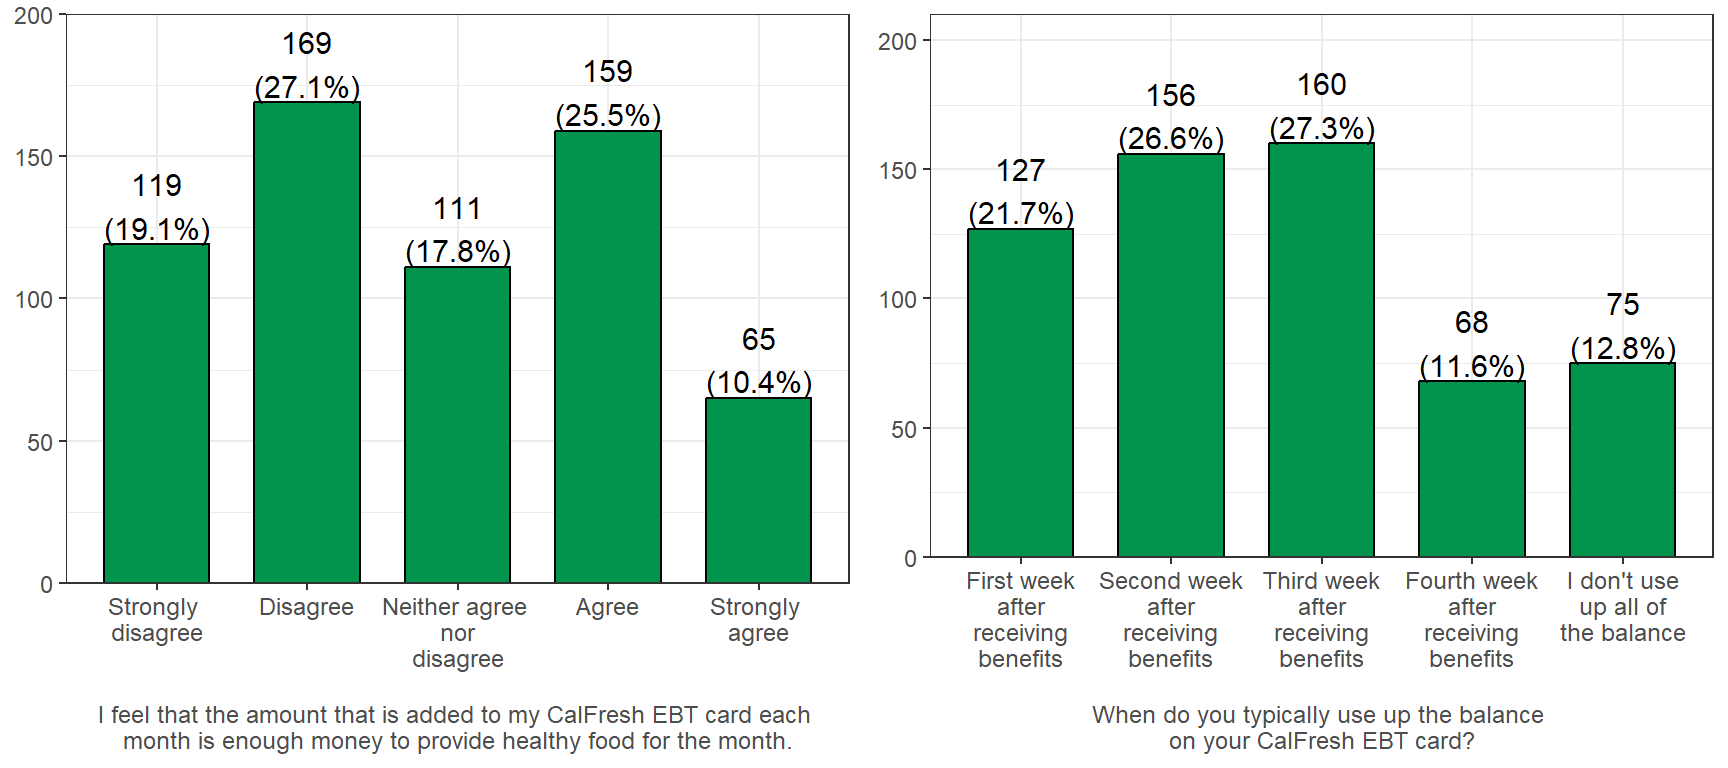 200
150
100
50
0
119
(19.1%)
169
(27.1%)
111
(17.8%)
159
(25.5%)
65
(10.4%)
Strongly
disagree
Disagree
Neither agree
nor
disagree
Agree
Strongly
agree
I feel that the amount that is added to my CalFresh EBT card each
month is enough money to provide healthy food for the month.
200
150
100
50
0
127
(21.7%)
156
(26.6%)
160
(27.3%)
68
(11.6%)
75
(12.8%)
First week
after
receiving
benefits
Second week
after
receiving
benefits
Third week
after
receiving
benefits
Fourth week
after
receiving
benefits
I don't use
up all of
the balance
When do you typically use up the balance
on your CalFresh EBT card?